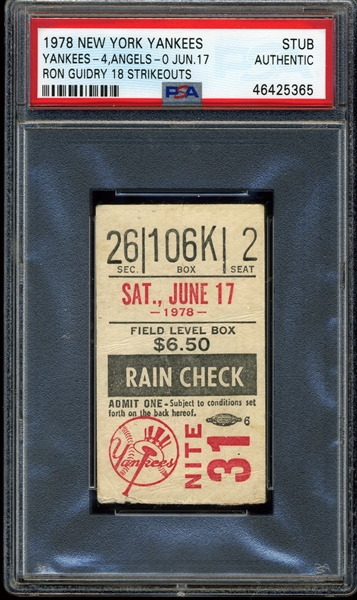 1978 NEW YORK YANKEES STUB
YANKEES-4,ANGELS-0 JUN.17 AUTHENTIC
RON GUIDRY 18 STRIKEOUTS
PSA
46425365
26 106K 2
SEC. BOX SEAT
SAT., JUNE 17
-1978-
FIELD LEVEL BOX
$6.50
RAIN CHECK
ADMIT ONE-Subject to conditions set
forth on the back hereof.
6
Yankees
NITE
31